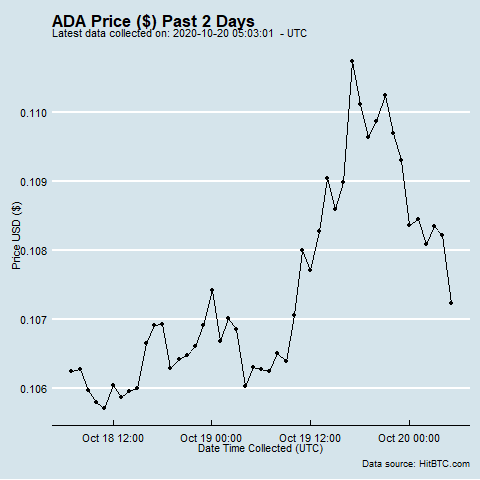 ADA Price ($) Past 2 Days
Latest data collected on: 2020-10-20 05:03:01  - UTC
0.110
0.109
0.108
0.107
0.106
Price USD ($)
Oct 18 12:00 Oct 19 00:00 Oct 19 12:00 Oct 20 00:00
Date Time Collected (UTC)
Data source: HitBTC.com